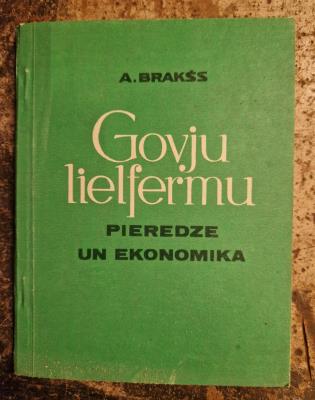 A. BRAKŠS
Govju
lielfermu
PIEREDZE
UN EKONOMIKA